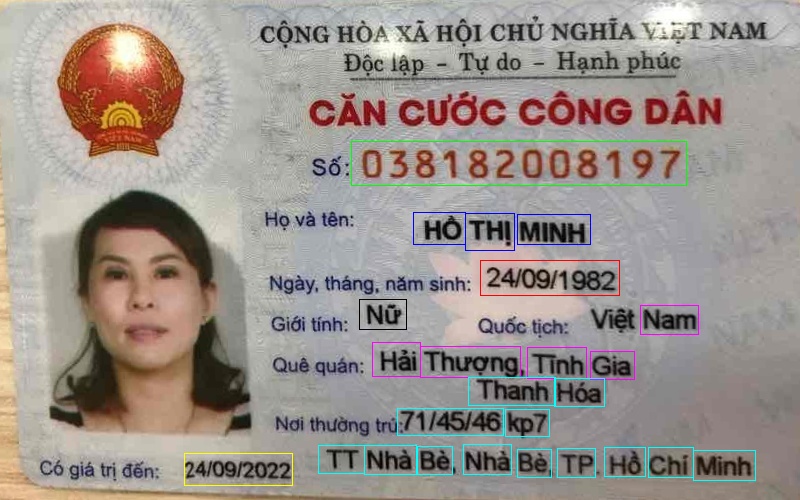 CỘNG HÒA XÃ HỘI CHỦ NGHĨA VIỆT NAM
Độc lập - Tự do - Hạnh phúc
CĂN CƯỚC CÔNG DÂN
Số: 038182008197
Họ và tên: HỒ THỊ MINH
Ngày, tháng, năm sinh: 24/09/1982
Giới tính: Nữ Quốc tịch: Việt Nam
Quê quán: Hải Thượng, Tĩnh Gia
Thanh Hóa
Nơi thường trú: 71/45/46 kp7
TT Nhà Bè, Nhà Bè, TP. Hồ Chí Minh
Có giá trị đến: 24/09/2022